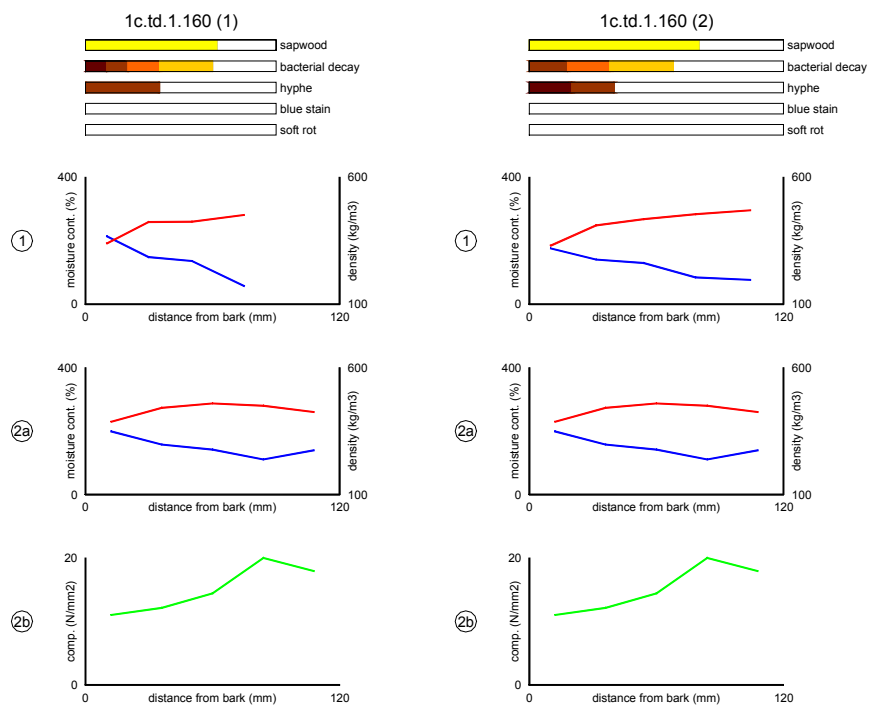 1c.td.1.160 (1)
sapwood
bacterial decay
hyphe
blue stain
soft rot
1
400
moisture cont. (%)
0
600
density (kg/m3)
100
0
distance from bark (mm)
120
2a
400
moisture cont. (%)
0
600
density (kg/m3)
100
0
distance from bark (mm)
120
2b
20
comp. (N/mm2)
0
0
distance from bark (mm)
120
1c.td.1.160 (2)
sapwood
bacterial decay
hyphe
blue stain
soft rot
1
400
moisture cont. (%)
0
600
density (kg/m3)
100
0
distance from bark (mm)
120
2a
400
moisture cont. (%)
0
600
density (kg/m3)
100
0
distance from bark (mm)
120
2b
20
comp. (N/mm2)
0
0
distance from bark (mm)
120